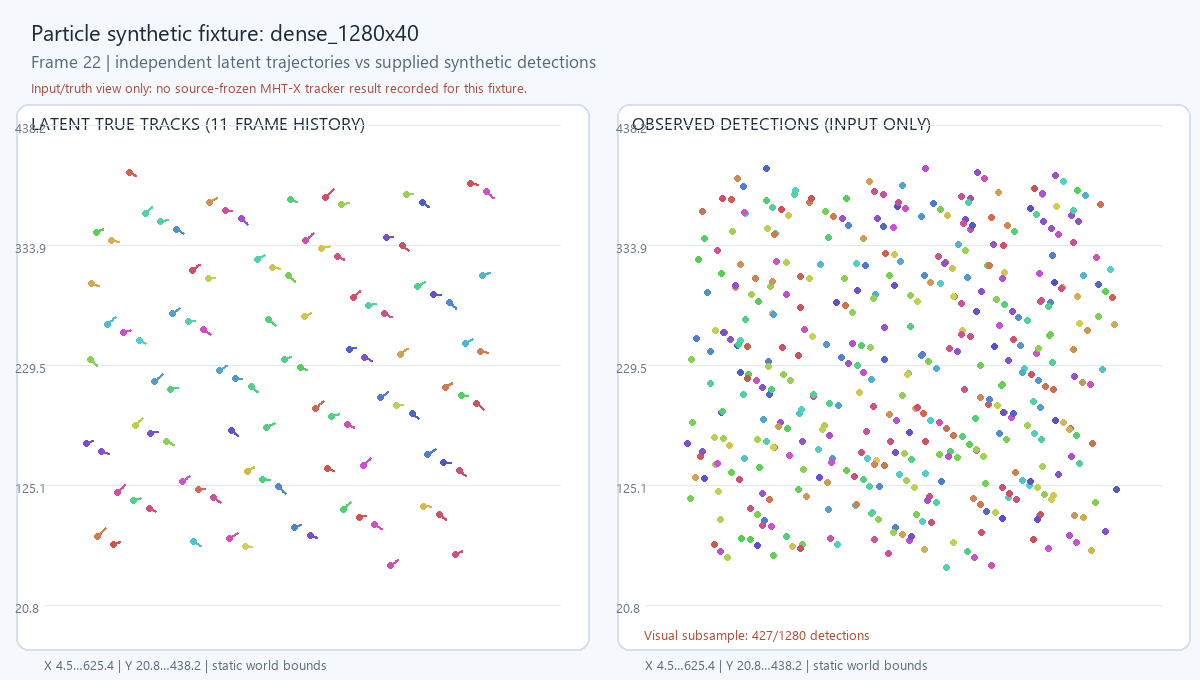 Particle synthetic fixture: dense_1280x40
Frame 22 | independent latent trajectories vs supplied synthetic detections
Input/truth view only: no source-frozen MHT-X tracker result recorded for this fixture.
LATENT TRUE TRACKS (11-FRAME HISTORY)
438.2
333.9
229.5
125.1
20.8
X 4.5...625.4 | Y 20.8...438.2 | static world bounds
OBSERVED DETECTIONS (INPUT ONLY)
438.2
333.9
229.5
125.1
20.8
Visual subsample: 427/1280 detections
X 4.5...625.4 | Y 20.8...438.2 | static world bounds